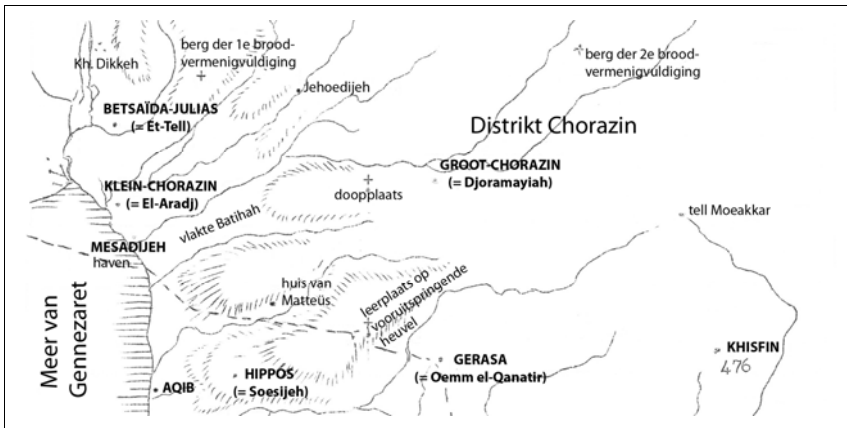 berg der 1e brood-
vermenigvuldiging
berg der 2e brood-
vermenigvuldiging
Kh. Dikkeh
Jehoedijeh
BETSAÏDA-JULIAS
(= Et-Tell)
Distrikt Chorazin
GROOT-CHORAZIN
(= Djoramayiah)
KLEIN-CHORAZIN
(= El-Aradj)
doopplaats
tell Moeakkar
vlakte Batihah
MESADIJEH
haven
huis van
Matteüs
leerplaats op
vooruitspringende
heuvel
Meer van
Gennezaret
GERASA
(= Oemm el-Qanatir)
KHISFIN
476
HIPPOS
(= Soesijeh)
AQIB